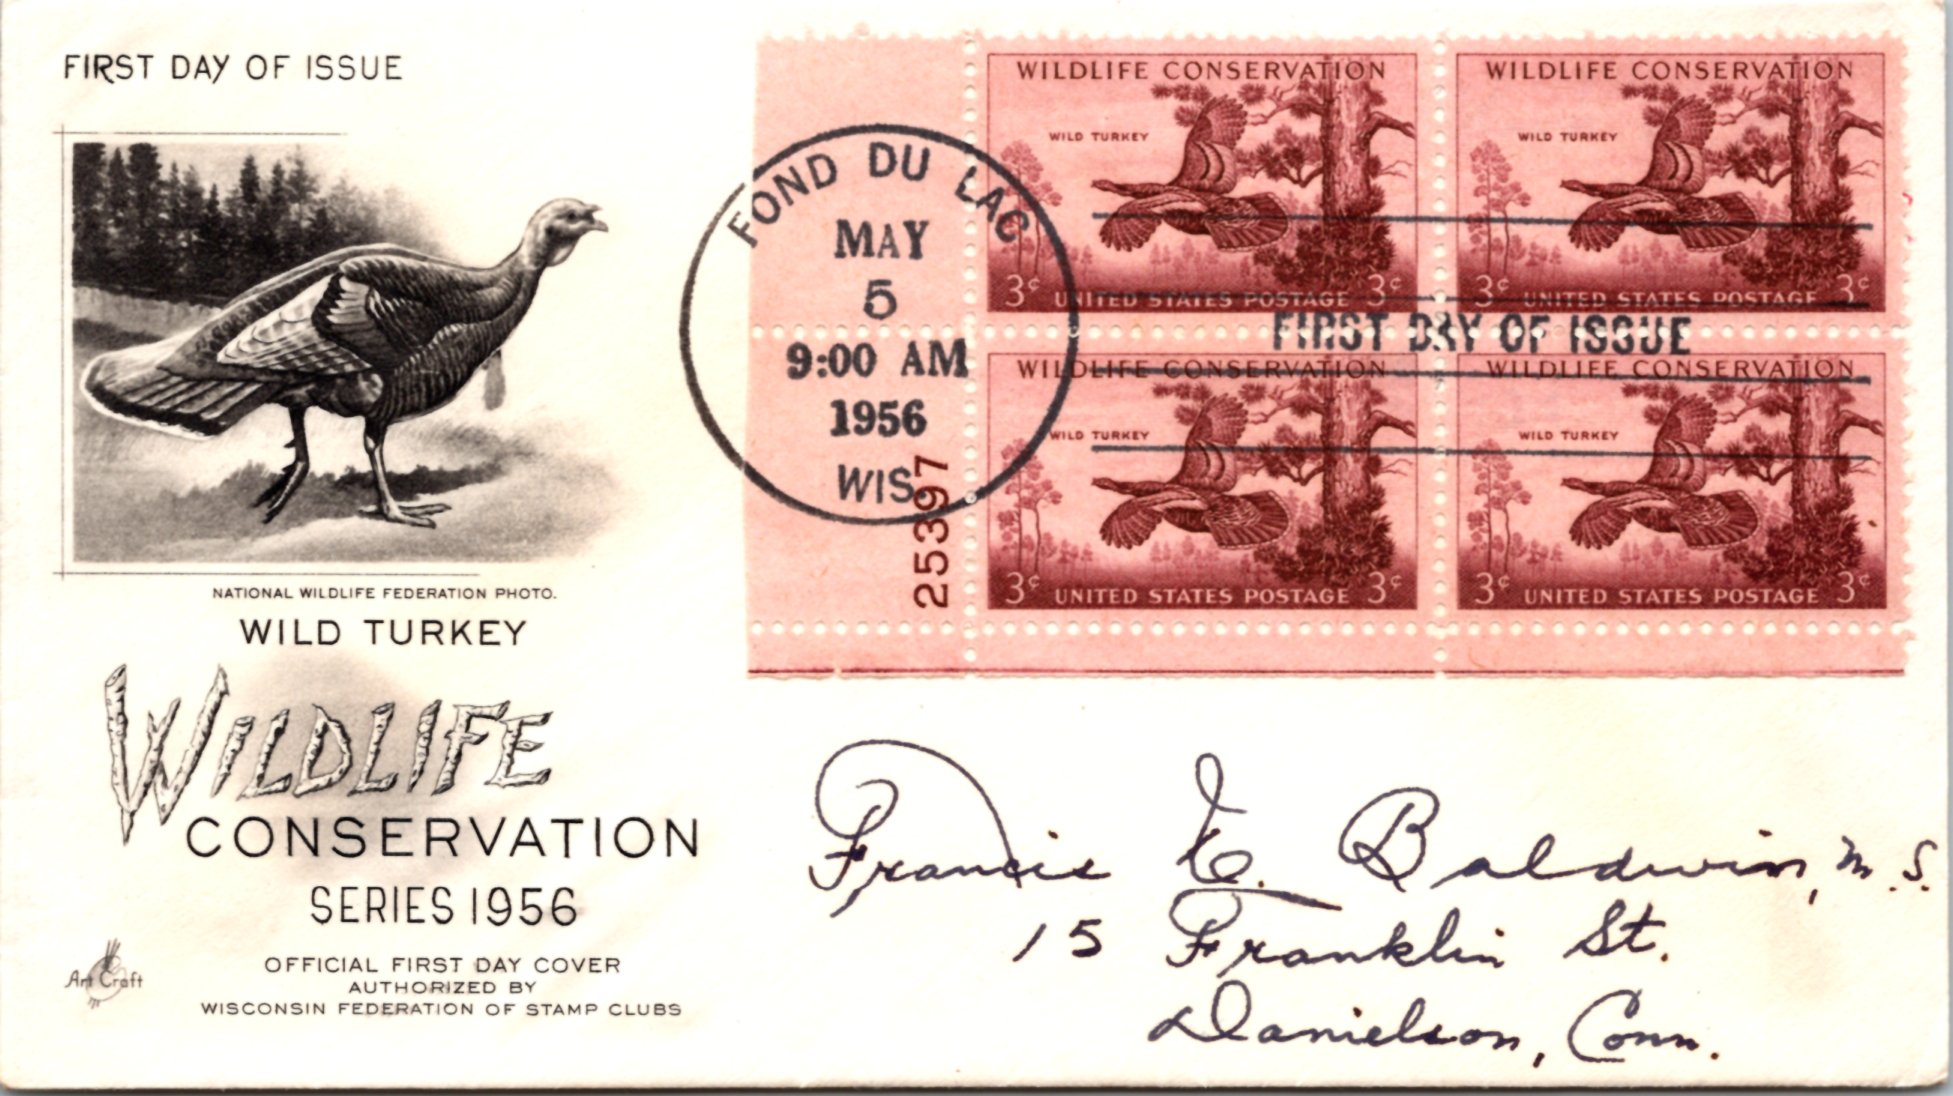 FIRST DAY OF ISSUE
NATIONAL WILDLIFE FEDERATION PHOTO.
WILD TURKEY
WILDLIFE
CONSERVATION
SERIES 1956
Art Craft
OFFICIAL FIRST DAY COVER
AUTHORIZED BY
WISCONSIN FEDERATION OF STAMP CLUBS
FOND DU LAC
MAY
5
9:00 AM
1956
WIS.
25397
WILDLIFE CONSERVATION
WILD TURKEY
3¢ UNITED STATES POSTAGE 3¢
WILDLIFE CONSERVATION
WILD TURKEY
3¢ UNITED STATES POSTAGE 3¢
FIRST DAY OF ISSUE
WILDLIFE CONSERVATION
WILD TURKEY
3¢ UNITED STATES POSTAGE 3¢
WILDLIFE CONSERVATION
WILD TURKEY
3¢ UNITED STATES POSTAGE 3¢
Francis E. Baldwin, M.S.
15 Franklin St.
Danielson, Conn.